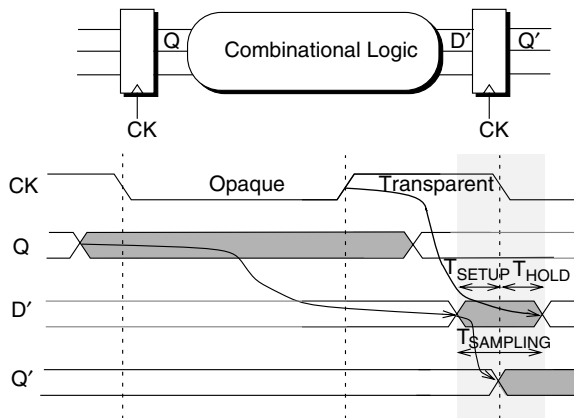 Q Combinational Logic D′ Q′
CK CK
CK Opaque Transparent
Q
T_SETUP T_HOLD
D′
T_SAMPLING
Q′